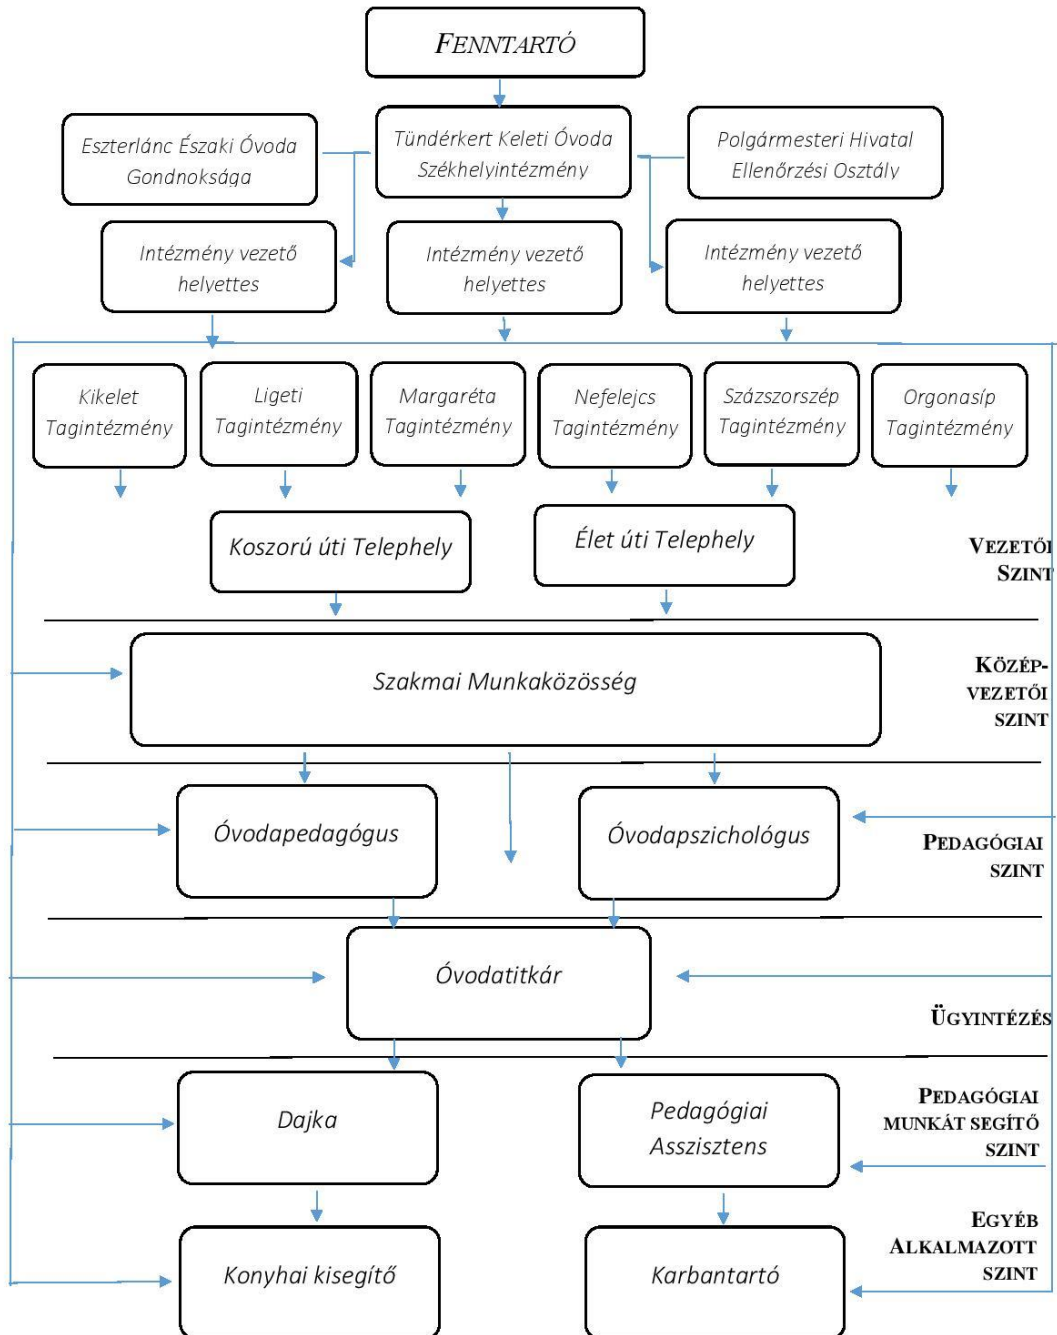 FENNTARTÓ
Eszterlánc Északi Óvoda
Gondnoksága
Tündérkert Keleti Óvoda
Székhelyintézmény
Polgármesteri Hivatal
Ellenőrzési Osztály
Intézmény vezető
helyettes
Intézmény vezető
helyettes
Intézmény vezető
helyettes
Kikelet
Tagintézmény
Ligeti
Tagintézmény
Margaréta
Tagintézmény
Nefelejcs
Tagintézmény
Százszorszép
Tagintézmény
Orgonasíp
Tagintézmény
Koszorú úti Telephely
Élet úti Telephely
VEZETŐI
SZINT
Szakmai Munkaközösség
KÖZÉP-
VEZETŐI
SZINT
Óvodapedagógus
Óvodapszichológus
PEDAGÓGIAI
SZINT
Óvodatitkár
ÜGYINTÉZÉS
Dajka
Pedagógiai
Asszisztens
PEDAGÓGIAI
MUNKÁT SEGÍTŐ
SZINT
Konyhai kisegítő
Karbantartó
EGYÉB
ALKALMAZOTT
SZINT